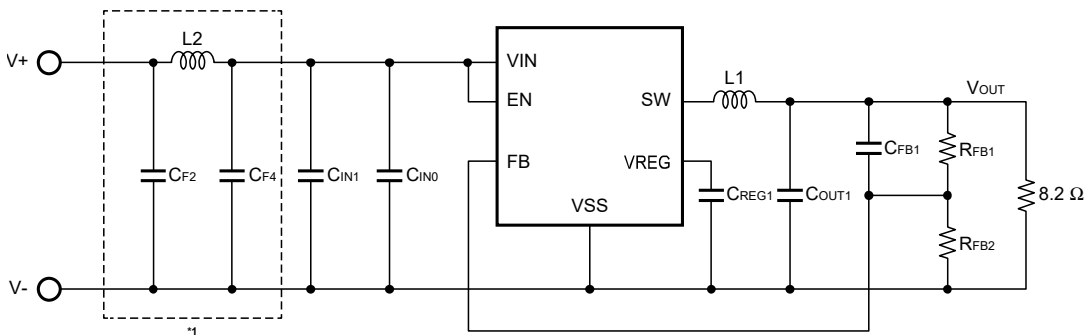 L2
V+
VIN
EN
SW
L1
VOUT
CF2
CF4
CIN1
CIN0
FB
VREG
VSS
CREG1
COUT1
CFB1
RFB1
8.2 Ω
RFB2
V-
*1